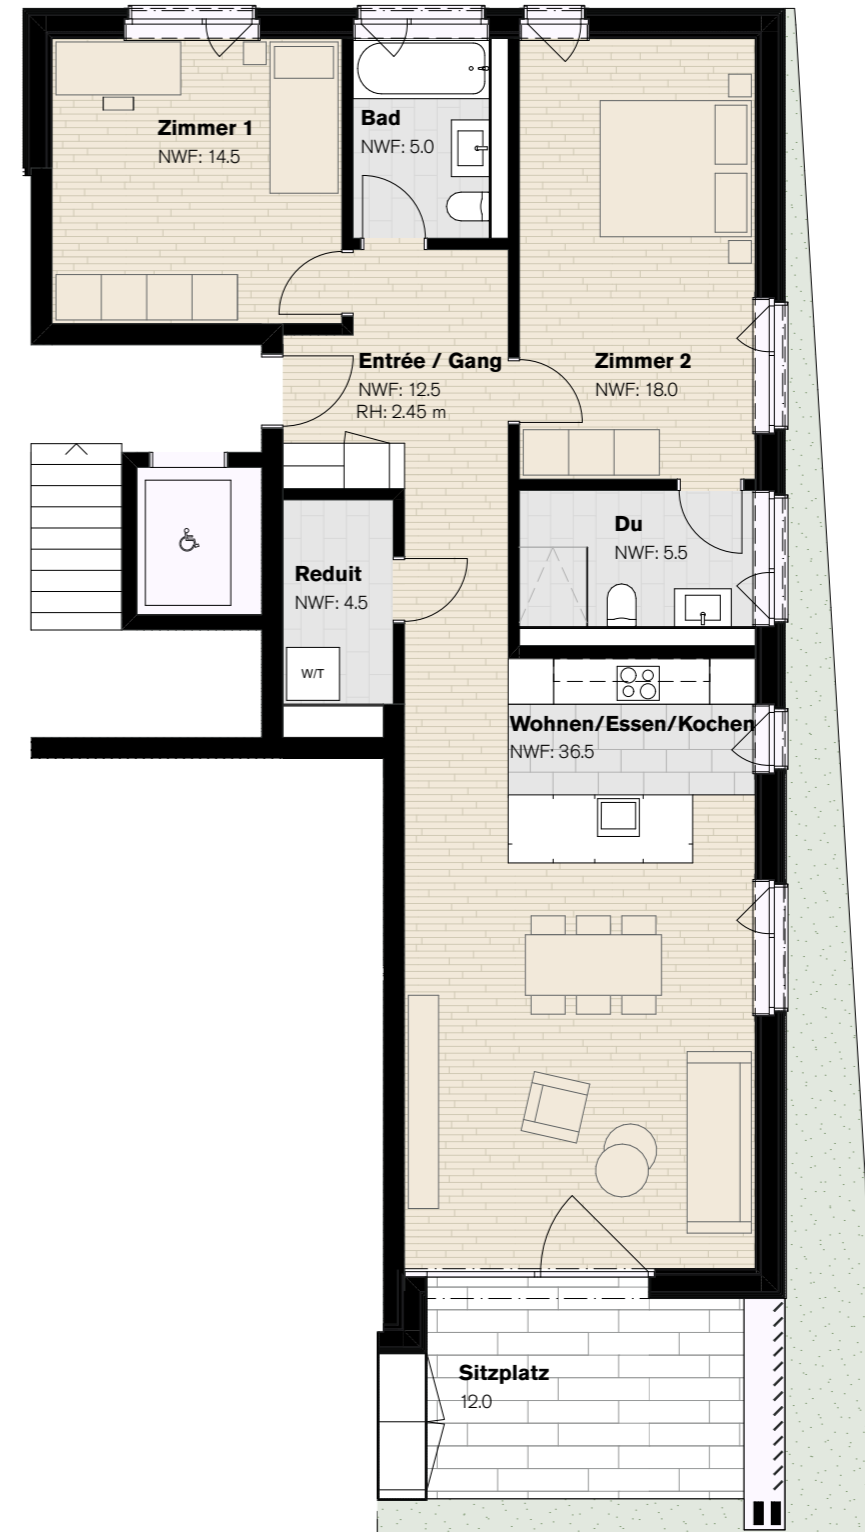 Zimmer 1
NWF: 14.5
Bad
NWF: 5.0
Entrée / Gang
NWF: 12.5
RH: 2.45 m
Zimmer 2
NWF: 18.0
Du
NWF: 5.5
Reduit
NWF: 4.5
W/T
Wohnen/Essen/Kochen
NWF: 36.5
Sitzplatz
12.0